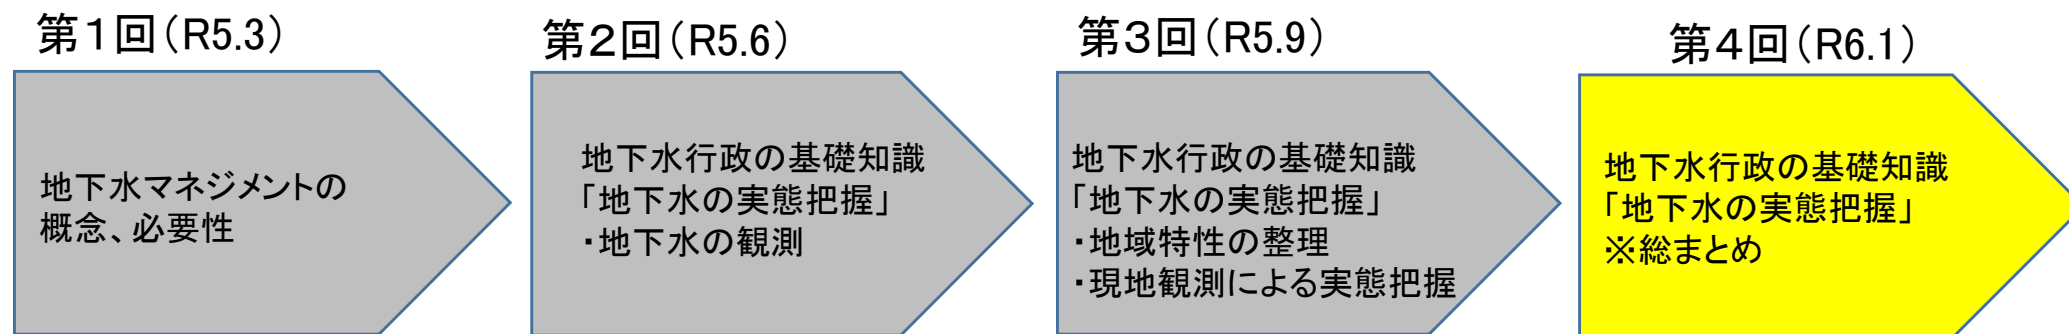 第１回（R5.3）
地下水マネジメントの
概念、必要性
第２回（R5.6）
地下水行政の基礎知識
「地下水の実態把握」
・地下水の観測
第３回（R5.9）
地下水行政の基礎知識
「地下水の実態把握」
・地域特性の整理
・現地観測による実態把握
第４回（R6.1）
地下水行政の基礎知識
「地下水の実態把握」
※総まとめ